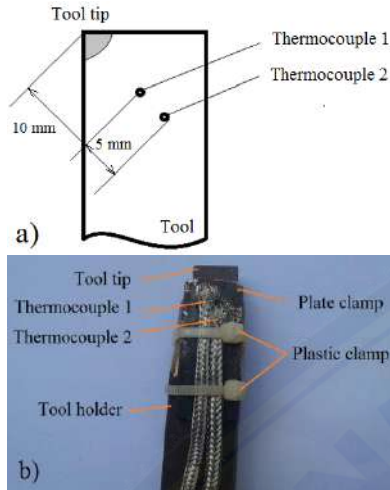 Tool tip
Thermocouple 1
Thermocouple 2
10 mm
5 mm
Tool
a)
Tool tip
Thermocouple 1
Plate clamp
Thermocouple 2
Plastic clamp
Tool holder
b)